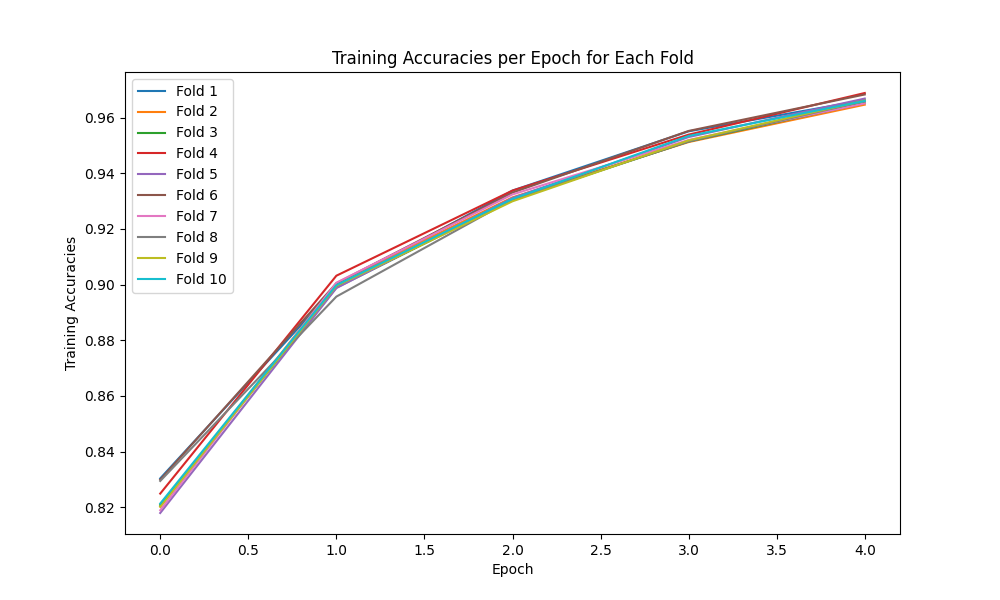 Training Accuracies per Epoch for Each Fold
Training Accuracies
0.96
0.94
0.92
0.90
0.88
0.86
0.84
0.82
Fold 1
Fold 2
Fold 3
Fold 4
Fold 5
Fold 6
Fold 7
Fold 8
Fold 9
Fold 10
0.0 0.5 1.0 1.5 2.0 2.5 3.0 3.5 4.0
Epoch